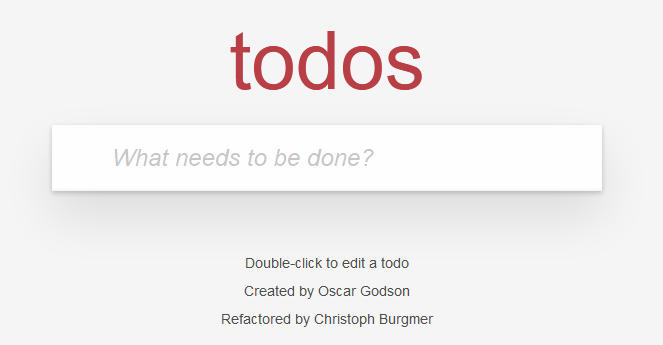 todos
What needs to be done?
Double-click to edit a todo
Created by Oscar Godson
Refactored by Christoph Burgmer